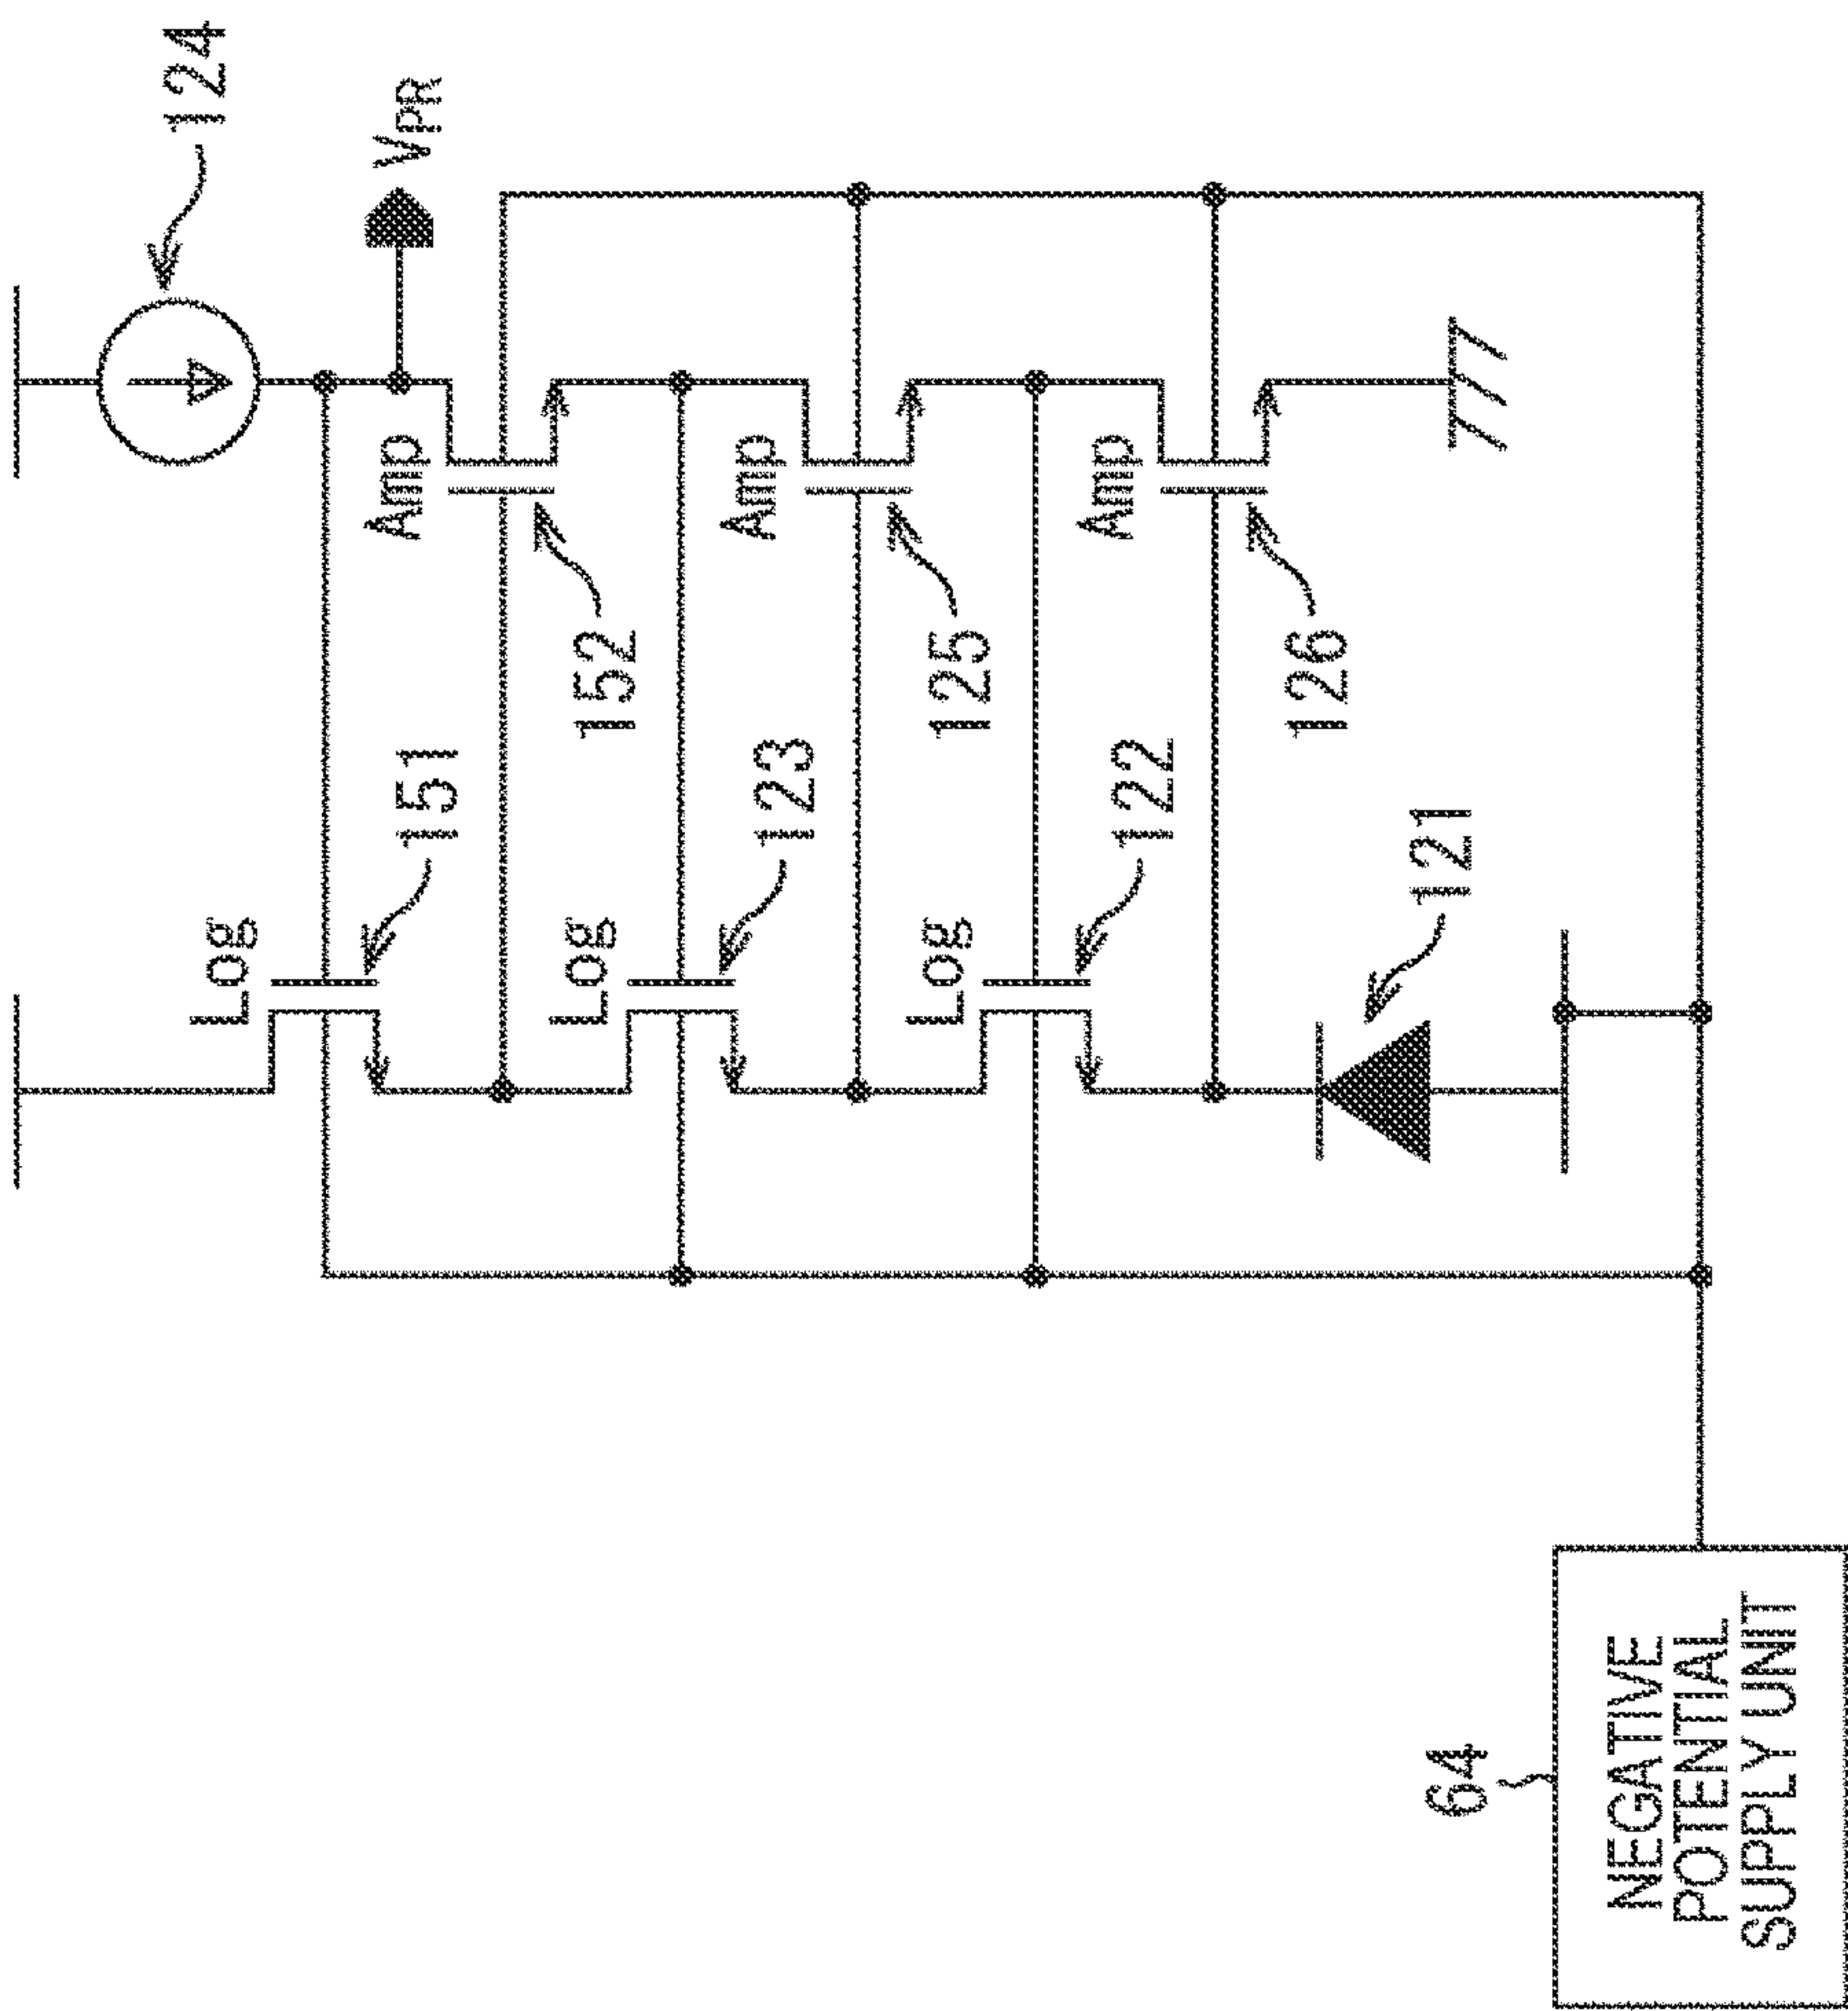 124
VPR
Log
Amp
151
152
Log
Amp
123
125
Log
Amp
122
126
121
64
NEGATIVE
POTENTIAL
SUPPLY UNIT